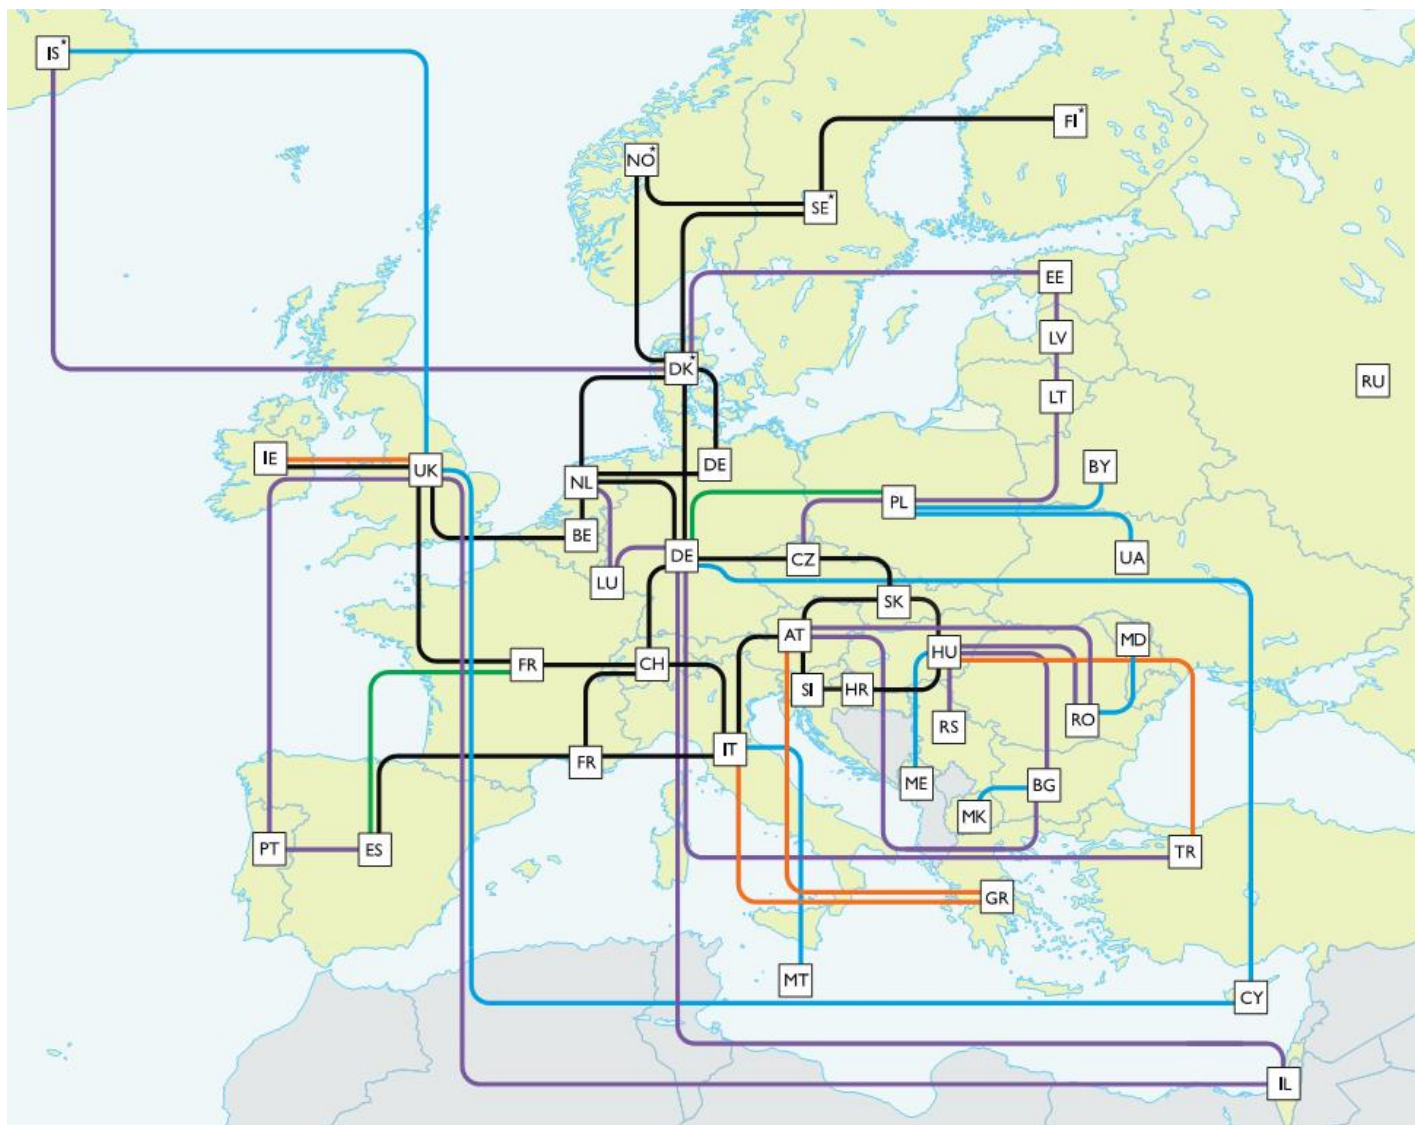 IS*
FI*
NO*
SE*
EE
LV
DK*
RU
LT
IE
UK
DE
BY
NL
PL
BE
DE
CZ
UA
LU
SK
AT
MD
HU
FR
CH
SI
HR
RO
RS
IT
FR
ME
BG
MK
PT
ES
TR
GR
MT
CY
IL